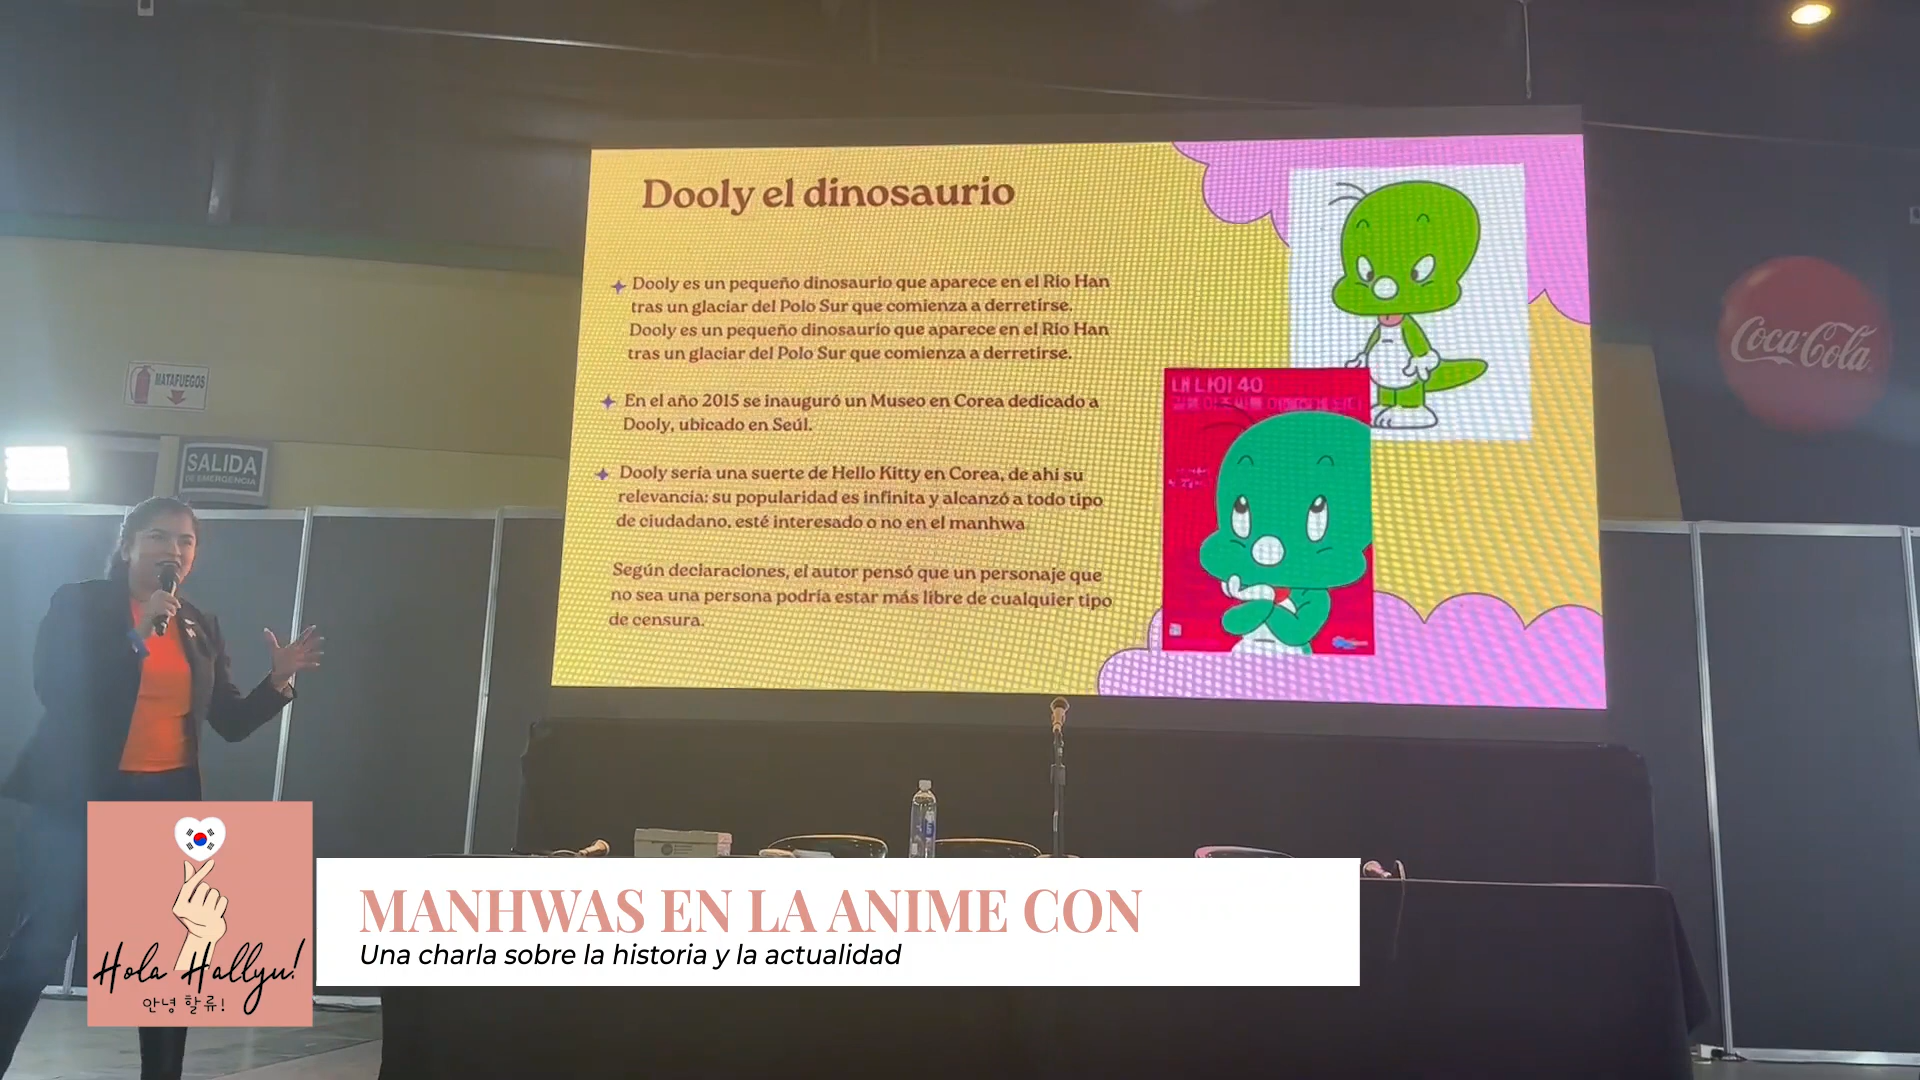 Dooly el dinosaurio
Dooly es un pequeño dinosaurio que aparece en el Río Han
tras un glaciar del Polo Sur que comienza a derretirse.
Dooly es un pequeño dinosaurio que aparece en el Río Han
tras un glaciar del Polo Sur que comienza a derretirse.
En el año 2015 se inauguró un Museo en Corea dedicado a
Dooly, ubicado en Seúl.
Dooly sería una suerte de Hello Kitty en Corea, de ahí su
relevancia: su popularidad es infinita y alcanzó a todo tipo
de ciudadano, esté interesado o no en el manhwa
Según declaraciones, el autor pensó que un personaje que
no sea una persona podría estar más libre de cualquier tipo
de censura.
내 나이 40
Coca-Cola
MATAFUEGOS
SALIDA
DE EMERGENCIA
MANHWAS EN LA ANIME CON
Una charla sobre la historia y la actualidad
Hola Hallyu!
안녕 할류!